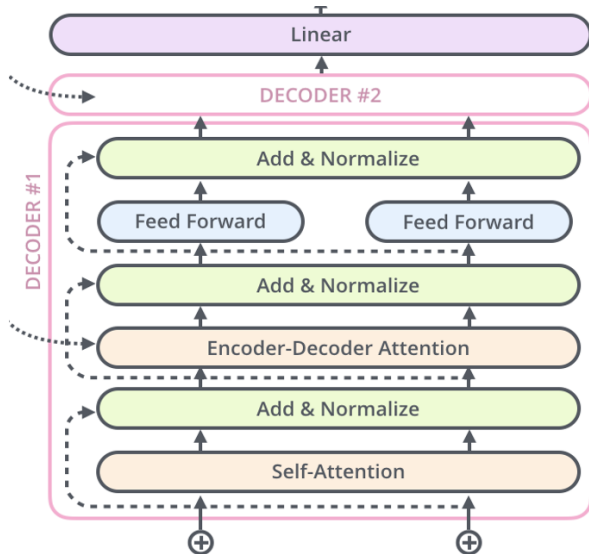 Linear
DECODER #2
DECODER #1
Add & Normalize
Feed Forward
Feed Forward
Add & Normalize
Encoder-Decoder Attention
Add & Normalize
Self-Attention